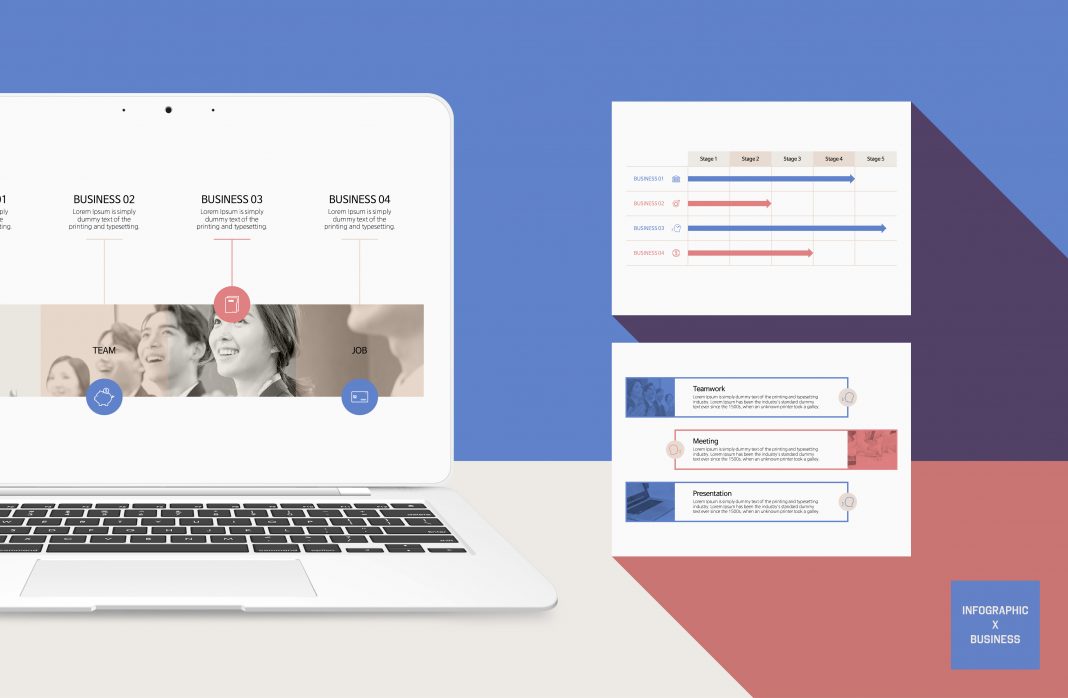 01
BUSINESS 02
Lorem Ipsum is simply
dummy text of the
printing and typesetting.
BUSINESS 03
Lorem Ipsum is simply
dummy text of the
printing and typesetting.
BUSINESS 04
Lorem Ipsum is simply
dummy text of the
printing and typesetting.
TEAM
JOB
Stage 1
Stage 2
Stage 3
Stage 4
Stage 5
BUSINESS 01
BUSINESS 02
BUSINESS 03
BUSINESS 04
Teamwork
Lorem Ipsum is simply dummy text of the printing and typesetting
industry. Lorem Ipsum has been the industry's standard dummy
text ever since the 1500s, when an unknown printer took a galley
Meeting
Lorem Ipsum is simply dummy text of the printing and typesetting
industry. Lorem Ipsum has been the industry's standard dummy
text ever since the 1500s, when an unknown printer took a galley
Presentation
Lorem Ipsum is simply dummy text of the printing and typesetting
industry. Lorem Ipsum has been the industry's standard dummy
text ever since the 1500s, when an unknown printer took a galley
INFOGRAPHIC
X
BUSINESS